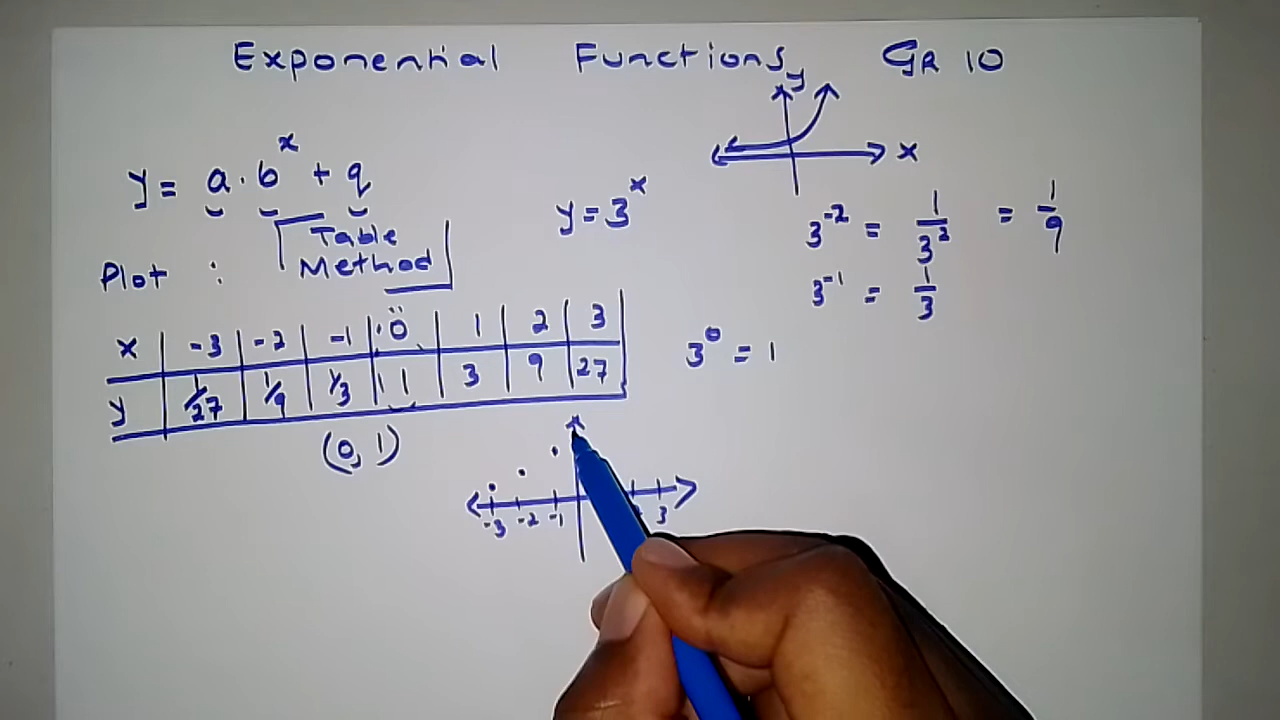 Exponential Functions GR 10
y
x
y = a · b^x + q
y = 3^x
3^-2 = 1/3^2 = 1/9
Table
Method
Plot :
3^-1 = 1/3
x -3 -2 -1 0 1 2 3
y 1/27 1/9 1/3 1 3 9 27
3^0 = 1
(0, 1)
-3 -2 -1 3